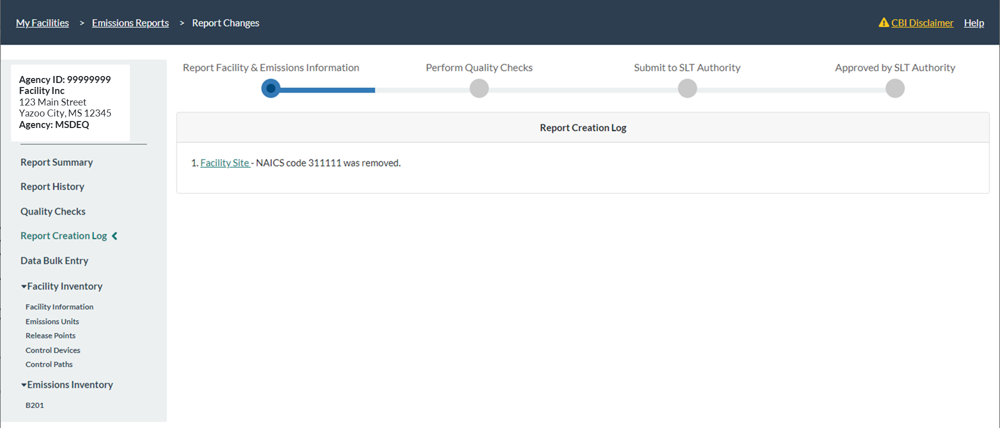 My Facilities > Emissions Reports > Report Changes
CBI Disclaimer Help
Agency ID: 99999999
Facility Inc
123 Main Street
Yazoo City, MS 12345
Agency: MSDEQ
Report Summary
Report History
Quality Checks
Report Creation Log
Data Bulk Entry
Facility Inventory
Facility Information
Emissions Units
Release Points
Control Devices
Control Paths
Emissions Inventory
B201
Report Facility & Emissions Information
Perform Quality Checks
Submit to SLT Authority
Approved by SLT Authority
Report Creation Log
1. Facility Site - NAICS code 311111 was removed.